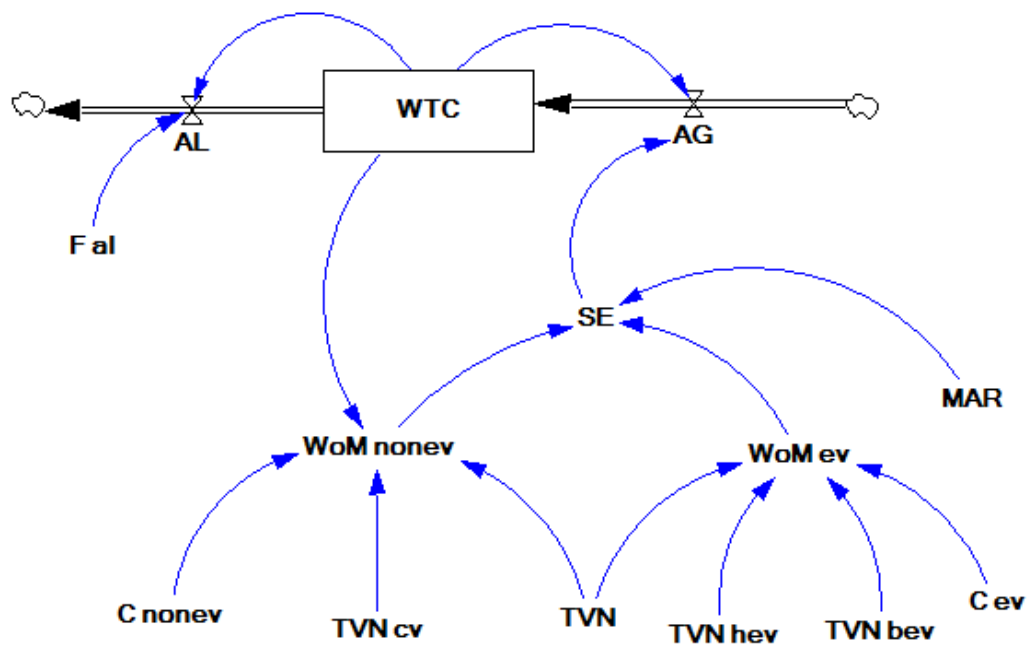 WTC
AL
AG
F al
SE
MAR
WoM nonev
WoM ev
C nonev
TVN cv
TVN
TVN hev
TVN bev
C ev